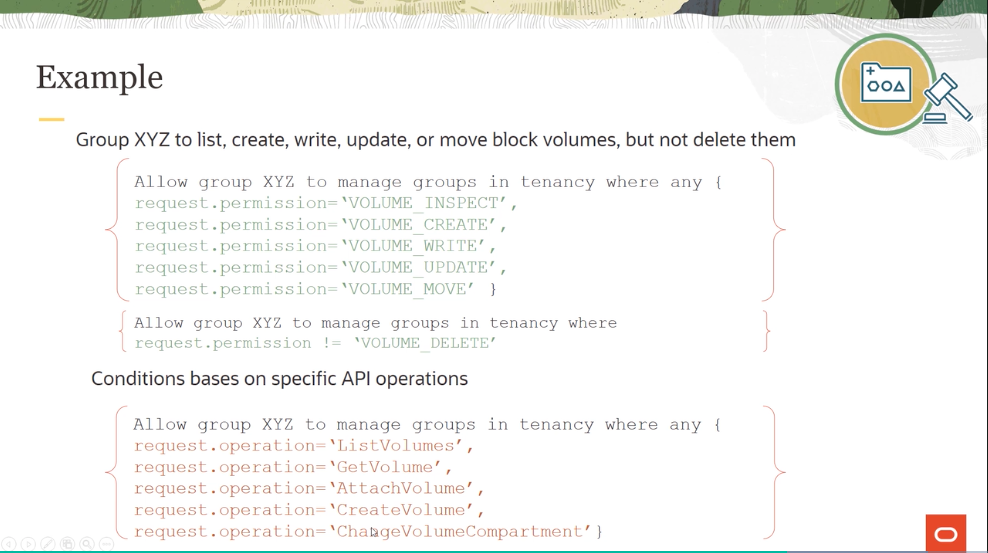 Example
Group XYZ to list, create, write, update, or move block volumes, but not delete them
Allow group XYZ to manage groups in tenancy where any {
request.permission=‘VOLUME_INSPECT’,
request.permission=‘VOLUME_CREATE’,
request.permission=‘VOLUME_WRITE’,
request.permission=‘VOLUME_UPDATE’,
request.permission=‘VOLUME_MOVE’ }
Allow group XYZ to manage groups in tenancy where
request.permission != ‘VOLUME_DELETE’
Conditions bases on specific API operations
Allow group XYZ to manage groups in tenancy where any {
request.operation=‘ListVolumes’,
request.operation=‘GetVolume’,
request.operation=‘AttachVolume’,
request.operation=‘CreateVolume’,
request.operation=‘ChangeVolumeCompartment’}